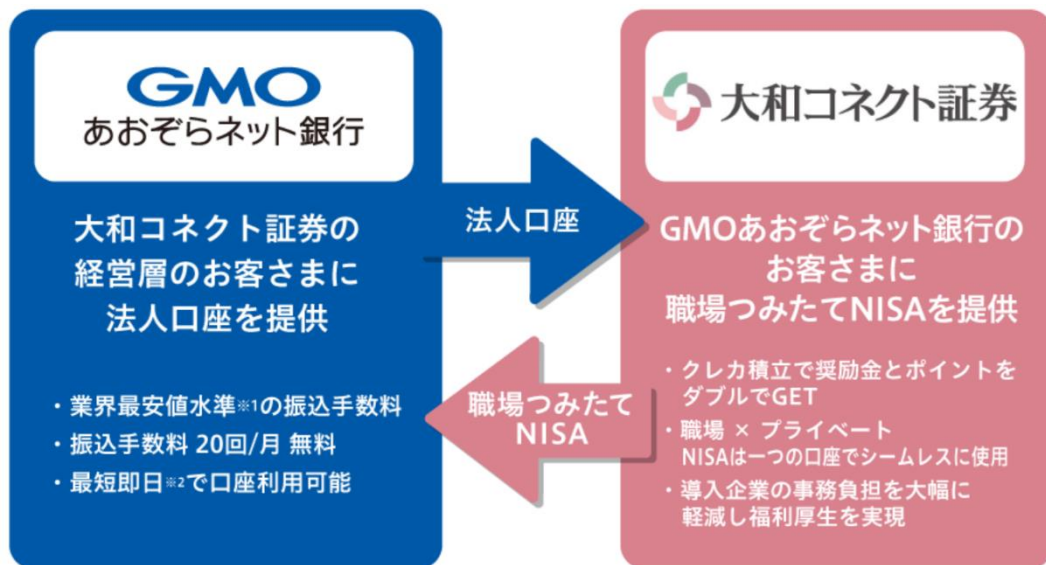 GMO
あおぞらネット銀行
大和コネクト証券の
経営層のお客さまに
法人口座を提供
・業界最安値水準※1の振込手数料
・振込手数料 20回/月 無料
・最短即日※2で口座利用可能
法人口座
職場つみたて
NISA
大和コネクト証券
GMOあおぞらネット銀行の
お客さまに
職場つみたてNISAを提供
・クレカ積立で奨励金とポイントを
ダブルでGET
・職場 × プライベート
NISAは一つの口座でシームレスに使用
・導入企業の事務負担を大幅に
軽減し福利厚生を実現